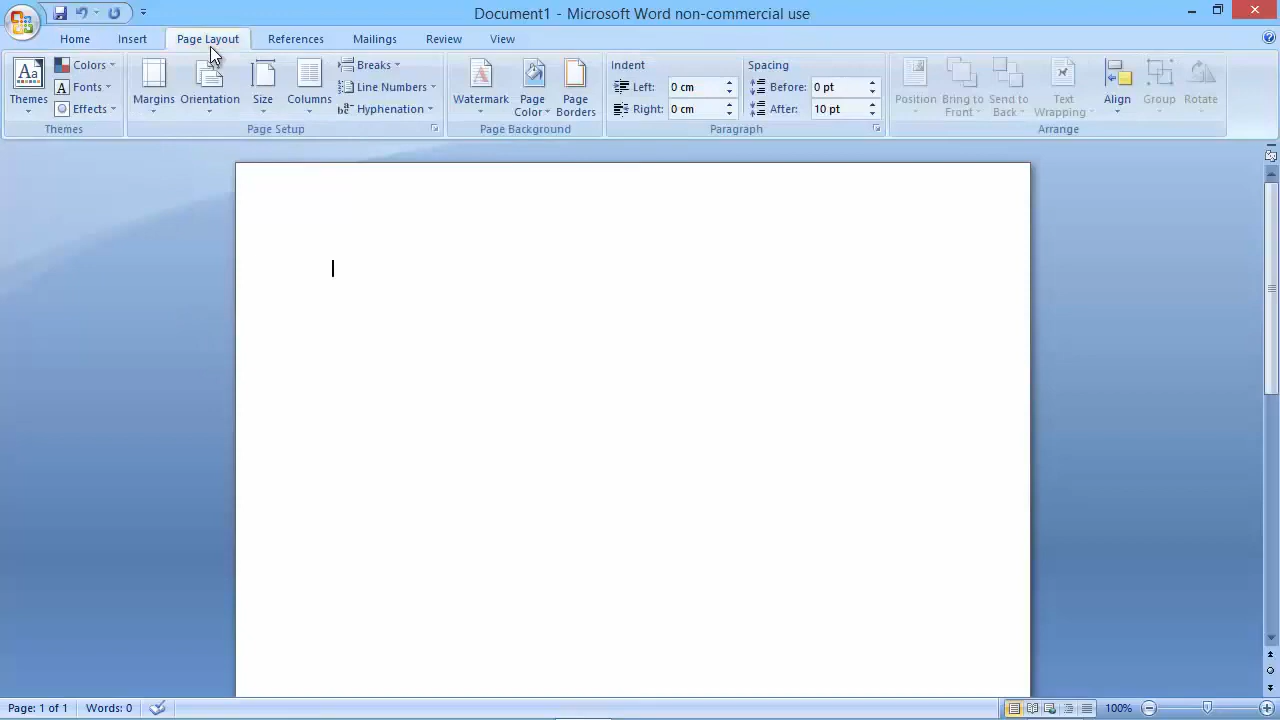 Document1 - Microsoft Word non-commercial use
Home Insert Page Layout References Mailings Review View
Themes Colors Fonts Effects
Themes
Margins Orientation Size Columns Breaks Line Numbers Hyphenation
Page Setup
Watermark Page Color Page Borders
Page Background
Indent Spacing
Left: 0 cm Before: 0 pt
Right: 0 cm After: 10 pt
Paragraph
Position Bring to Front Send to Back Text Wrapping Align Group Rotate
Arrange
Page: 1 of 1 Words: 0 100%